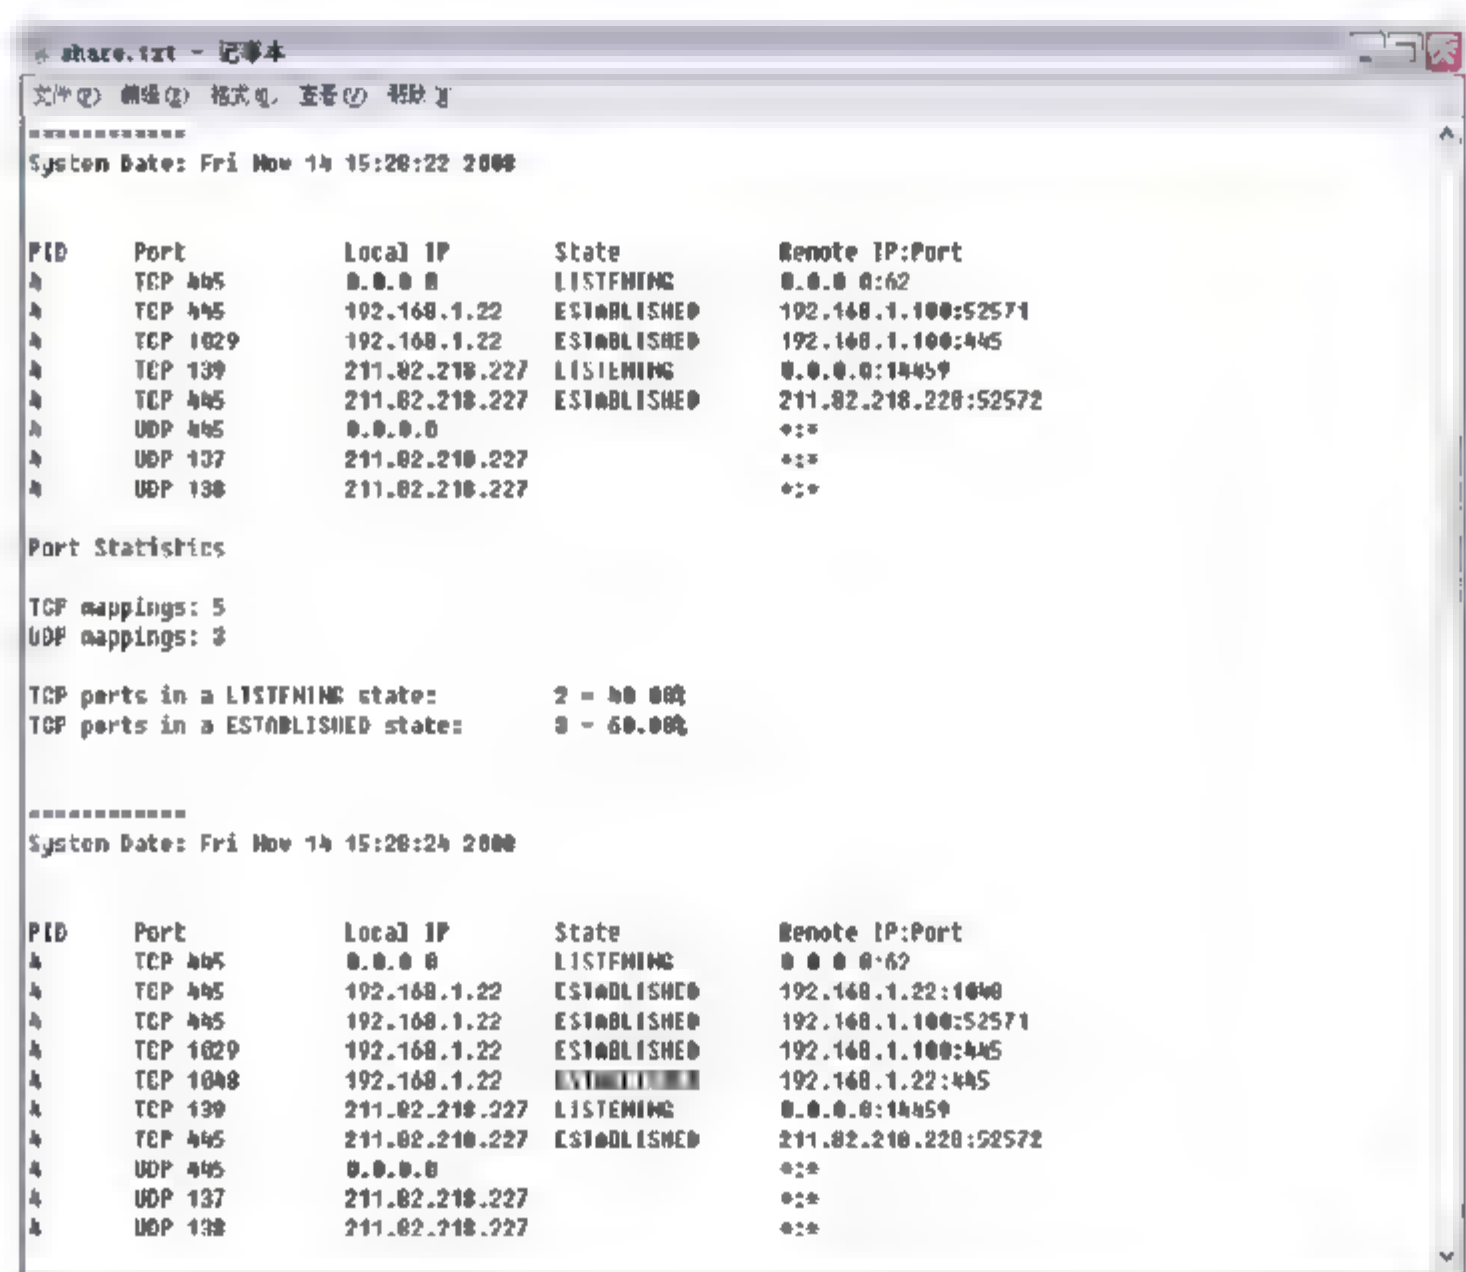 share.txt - 记事本
文件(F) 编辑(E) 格式(O) 查看(V) 帮助(H)
============
System Date: Fri Nov 14 15:28:22 2008
PID Port Local IP State Remote IP:Port
4 TCP 445 0.0.0.0 LISTENING 0.0.0.0:62
4 TCP 445 192.168.1.22 ESTABLISHED 192.168.1.100:52571
4 TCP 1029 192.168.1.22 ESTABLISHED 192.168.1.100:445
4 TCP 139 211.82.218.227 LISTENING 0.0.0.0:14459
4 TCP 445 211.82.218.227 ESTABLISHED 211.82.218.228:52572
4 UDP 445 0.0.0.0 *:*
4 UDP 137 211.82.218.227 *:*
4 UDP 138 211.82.218.227 *:*
Port Statistics
TCP mappings: 5
UDP mappings: 3
TCP ports in a LISTENING state: 2 = 40.00%
TCP ports in a ESTABLISHED state: 3 = 60.00%
============
System Date: Fri Nov 14 15:28:24 2008
PID Port Local IP State Remote IP:Port
4 TCP 445 0.0.0.0 LISTENING 0.0.0.0:62
4 TCP 445 192.168.1.22 ESTABLISHED 192.168.1.22:1048
4 TCP 445 192.168.1.22 ESTABLISHED 192.168.1.100:52571
4 TCP 1029 192.168.1.22 ESTABLISHED 192.168.1.100:445
4 TCP 1048 192.168.1.22 192.168.1.22:445
4 TCP 139 211.82.218.227 LISTENING 0.0.0.0:14459
4 TCP 445 211.82.218.227 ESTABLISHED 211.82.218.228:52572
4 UDP 445 0.0.0.0 *:*
4 UDP 137 211.82.218.227 *:*
4 UDP 138 211.82.218.227 *:*